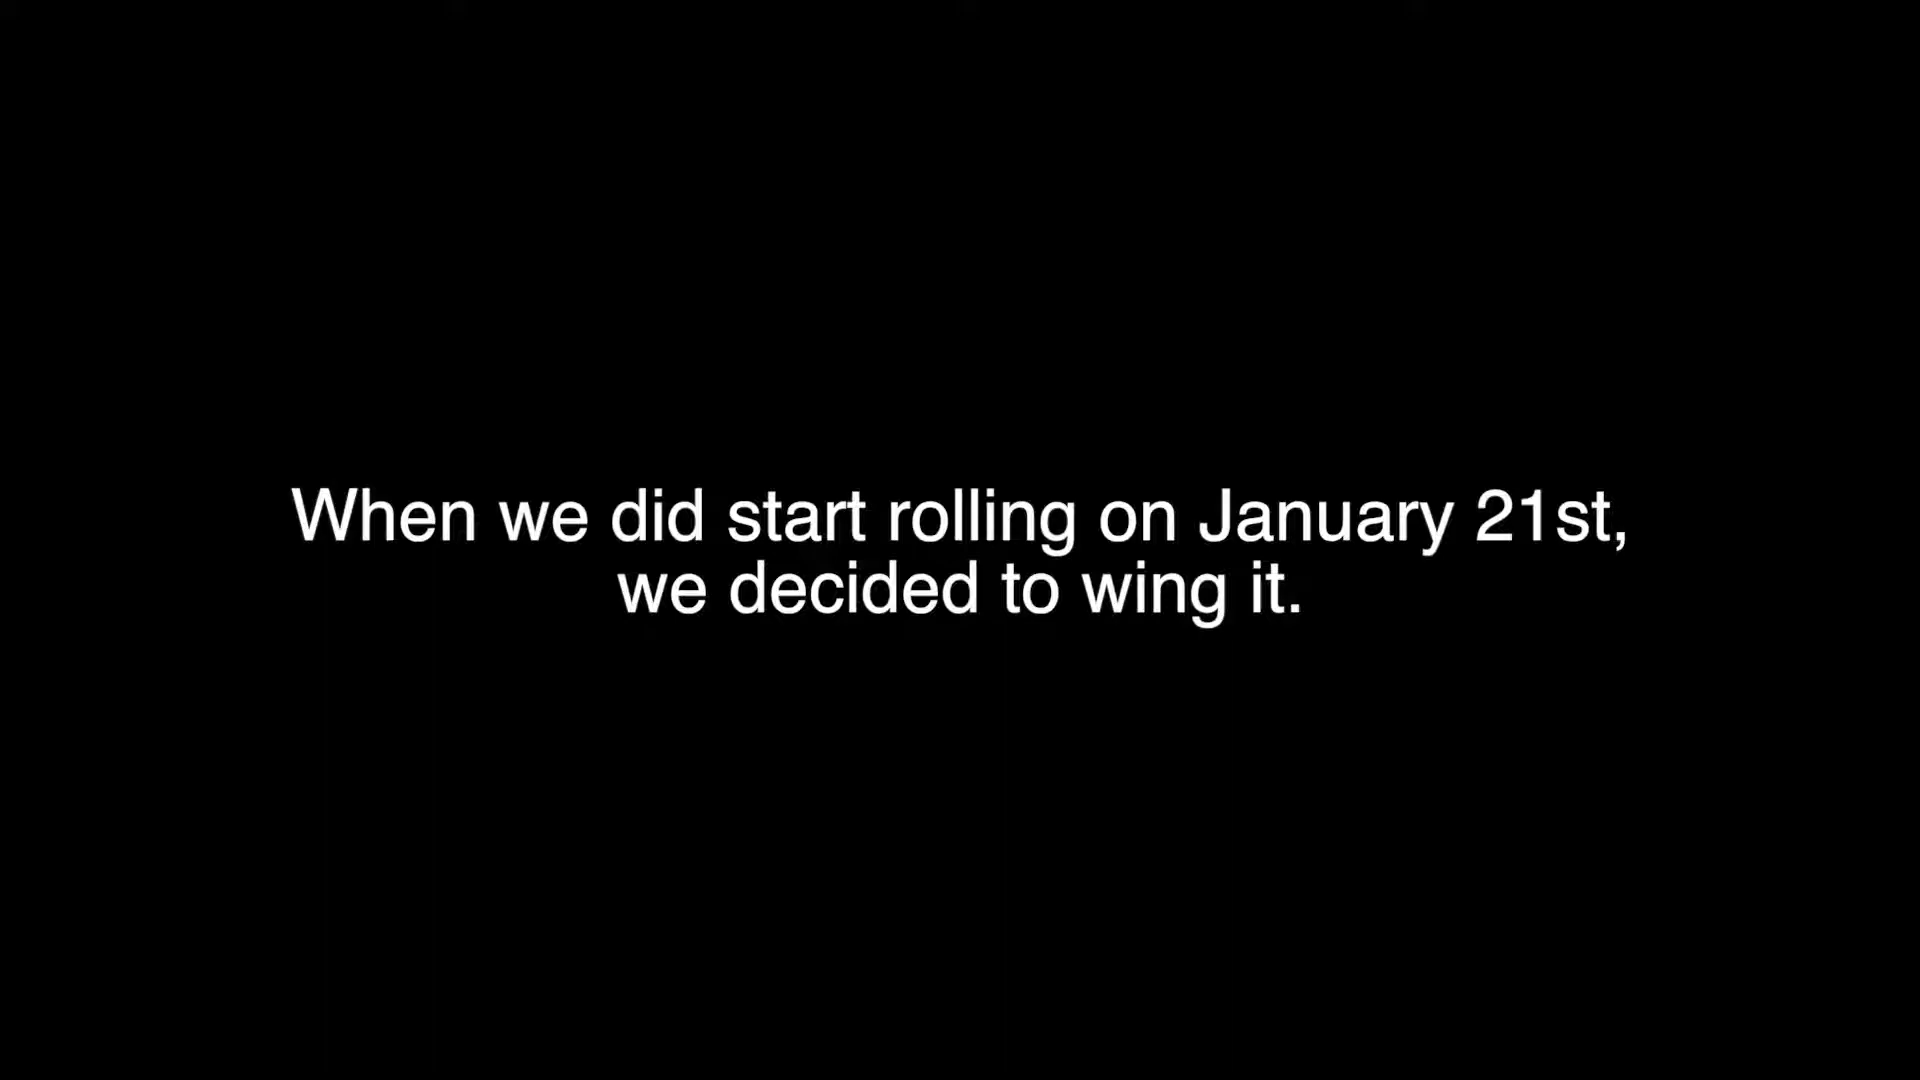 When we did start rolling on January 21st,
we decided to wing it.